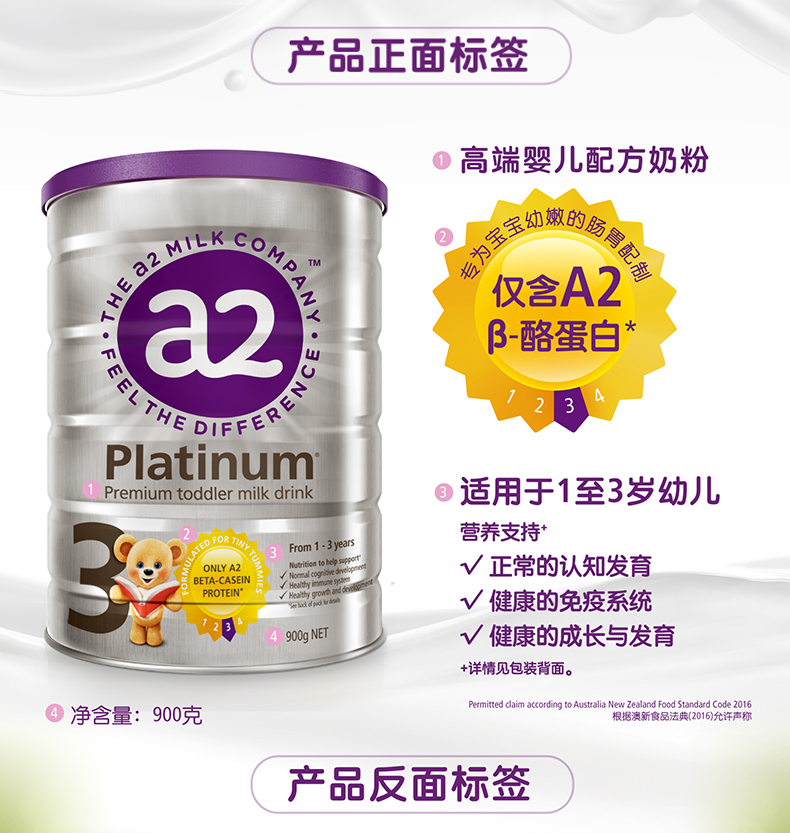 产品正面标签
THE a2 MILK COMPANY™
a2
FEEL THE DIFFERENCE
Platinum®
1 Premium toddler milk drink
3
2
FORMULATED FOR TINY TUMMIES
ONLY A2
BETA-CASEIN
PROTEIN*
1 2 3 4
3 From 1 - 3 years
Nutrition to help support⁺
✓ Normal cognitive development
✓ Healthy immune system
✓ Healthy growth and development
⁺See back of pack for details
4 900g NET
4 净含量：900克
1 高端婴儿配方奶粉
2 专为宝宝幼嫩的肠胃配制
仅含A2
β-酪蛋白*
1 2 3 4
3 适用于1至3岁幼儿
营养支持⁺
✓ 正常的认知发育
✓ 健康的免疫系统
✓ 健康的成长与发育
+详情见包装背面。
Permitted claim according to Australia New Zealand Food Standard Code 2016
根据澳新食品法典(2016)允许声称
产品反面标签